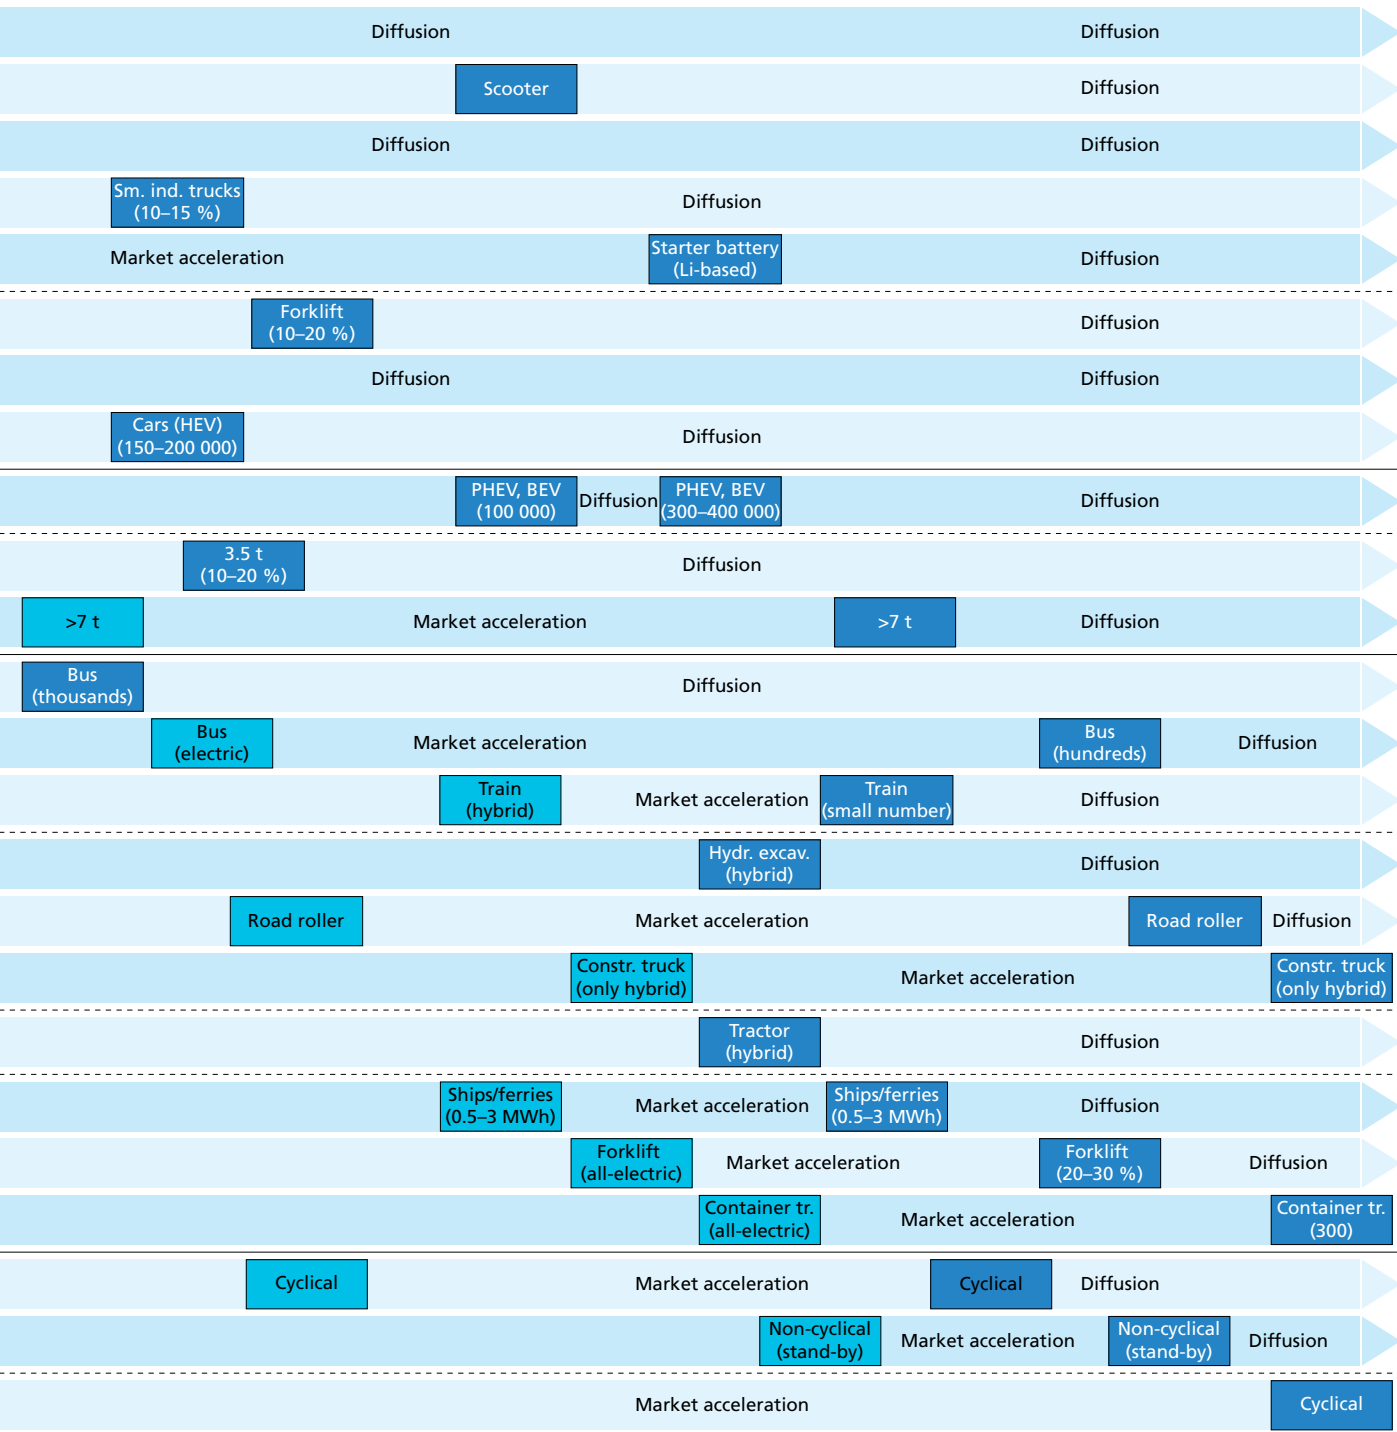 Diffusion
Diffusion
Scooter
Diffusion
Diffusion
Diffusion
Sm. ind. trucks
(10–15 %)
Diffusion
Market acceleration
Starter battery
(Li-based)
Diffusion
Forklift
(10–20 %)
Diffusion
Diffusion
Diffusion
Cars (HEV)
(150–200 000)
Diffusion
PHEV, BEV
(100 000)
Diffusion
PHEV, BEV
(300–400 000)
Diffusion
3.5 t
(10–20 %)
Diffusion
>7 t
Market acceleration
>7 t
Diffusion
Bus
(thousands)
Diffusion
Bus
(electric)
Market acceleration
Bus
(hundreds)
Diffusion
Train
(hybrid)
Market acceleration
Train
(small number)
Diffusion
Hydr. excav.
(hybrid)
Diffusion
Road roller
Market acceleration
Road roller
Diffusion
Constr. truck
(only hybrid)
Market acceleration
Constr. truck
(only hybrid)
Tractor
(hybrid)
Diffusion
Ships/ferries
(0.5–3 MWh)
Market acceleration
Ships/ferries
(0.5–3 MWh)
Diffusion
Forklift
(all-electric)
Market acceleration
Forklift
(20–30 %)
Diffusion
Container tr.
(all-electric)
Market acceleration
Container tr.
(300)
Cyclical
Market acceleration
Cyclical
Diffusion
Non-cyclical
(stand-by)
Market acceleration
Non-cyclical
(stand-by)
Diffusion
Market acceleration
Cyclical